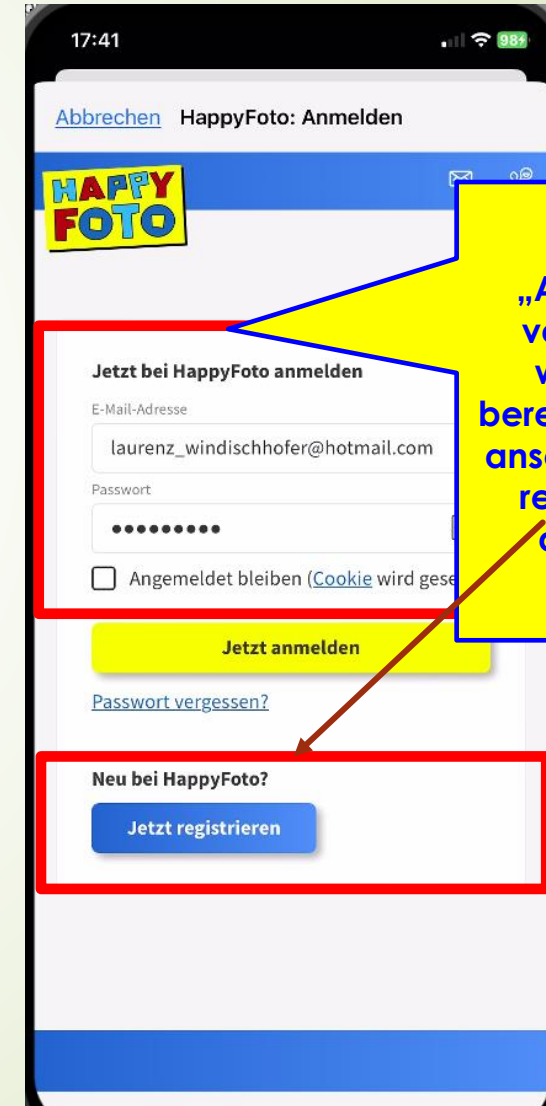 17:41
98
Abbrechen HappyFoto: Anmelden
HAPPY
FOTO
Jetzt bei HappyFoto anmelden
E-Mail-Adresse
laurenz_windischhofer@hotmail.com
Passwort
Angemeldet bleiben (Cookie wird
Jetzt anmelden
Passwort vergessen?
Neu bei HappyFoto?
Jetzt registrieren